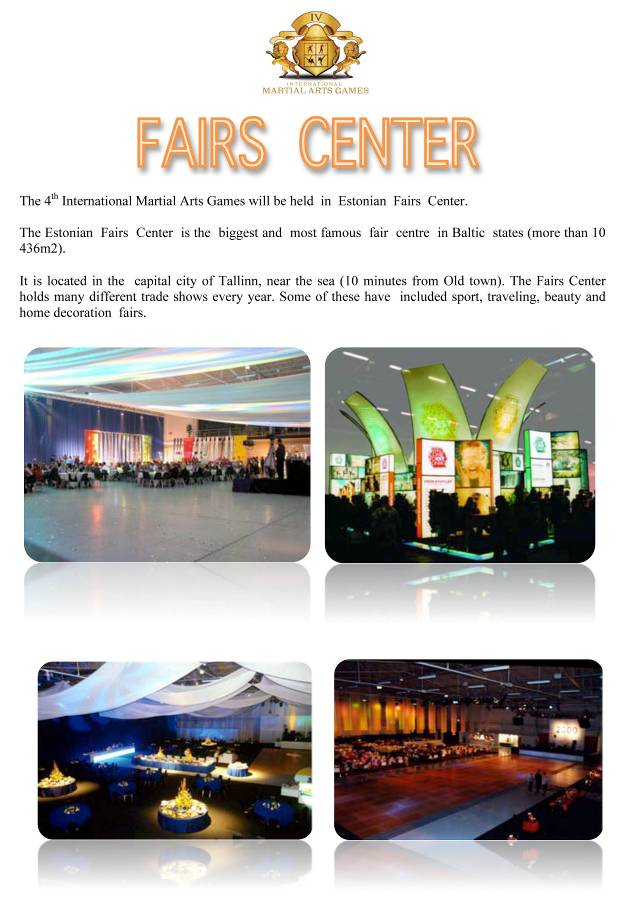 IV
INTERNATIONAL
MARTIAL ARTS GAMES
FAIRS CENTER
The 4th International Martial Arts Games will be held in Estonian Fairs Center.
The Estonian Fairs Center is the biggest and most famous fair centre in Baltic states (more than 10
436m2).
It is located in the capital city of Tallinn, near the sea (10 minutes from Old town). The Fairs Center
holds many different trade shows every year. Some of these have included sport, traveling, beauty and
home decoration fairs.
2000